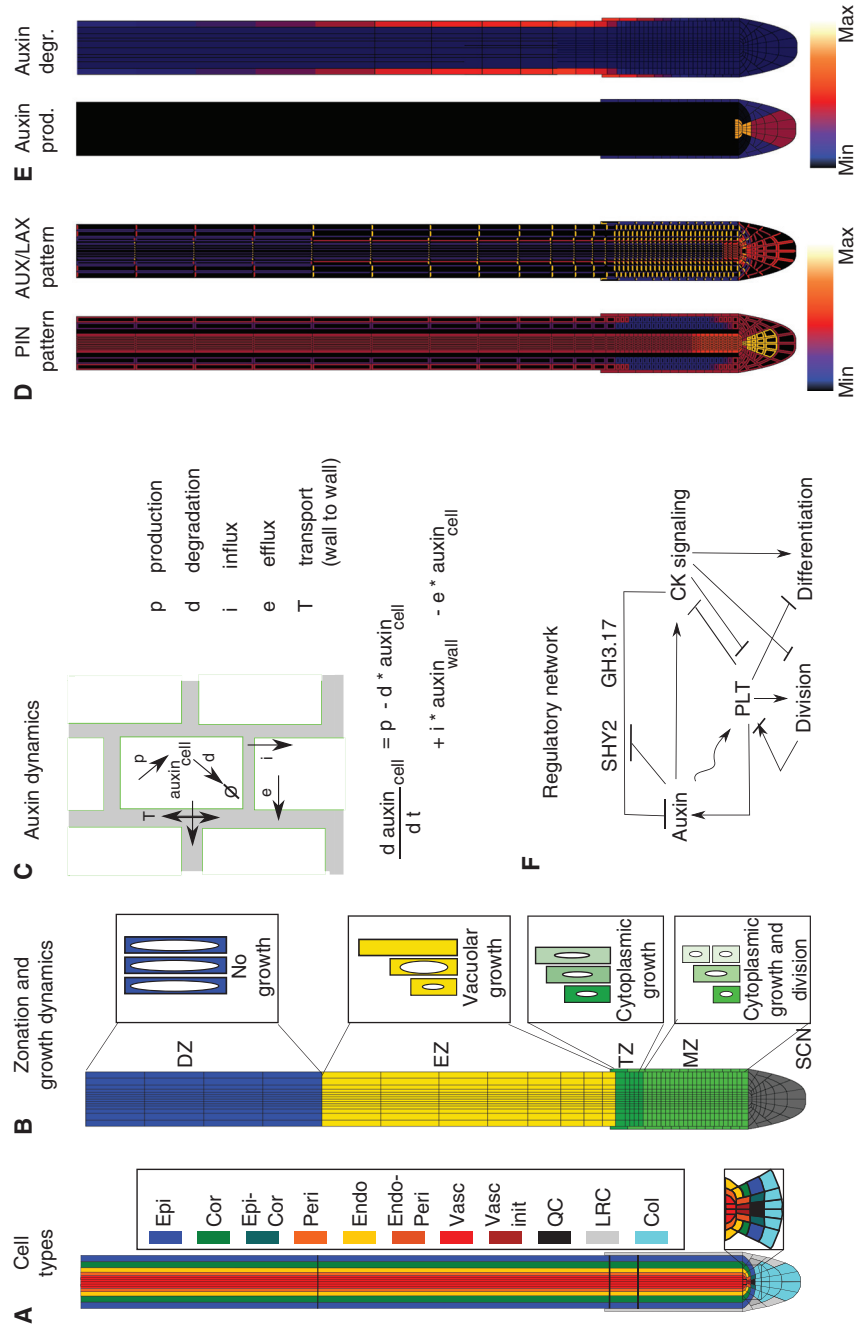 A
Cell
types
Epi
Cor
Epi-
Cor
Peri
Endo
Endo-
Peri
Vasc
Vasc
init
QC
LRC
Col
B
Zonation and
growth dynamics
DZ
EZ
TZ
MZ
SCN
No
growth
Vacuolar
growth
Cytoplasmic
growth
Cytoplasmic
growth and
division
C
Auxin dynamics
T
p
auxin cell
d
Ø
e
i
p production
d degradation
i influx
e efflux
T transport
(wall to wall)
d auxin cell / d t = p - d * auxin cell
+ i * auxin wall - e * auxin cell
D
PIN
pattern
AUX/LAX
pattern
Min
Max
E
Auxin
prod.
Auxin
degr.
Min
Max
F
Regulatory network
SHY2
GH3.17
Auxin
CK signaling
PLT
Division
Differentiation